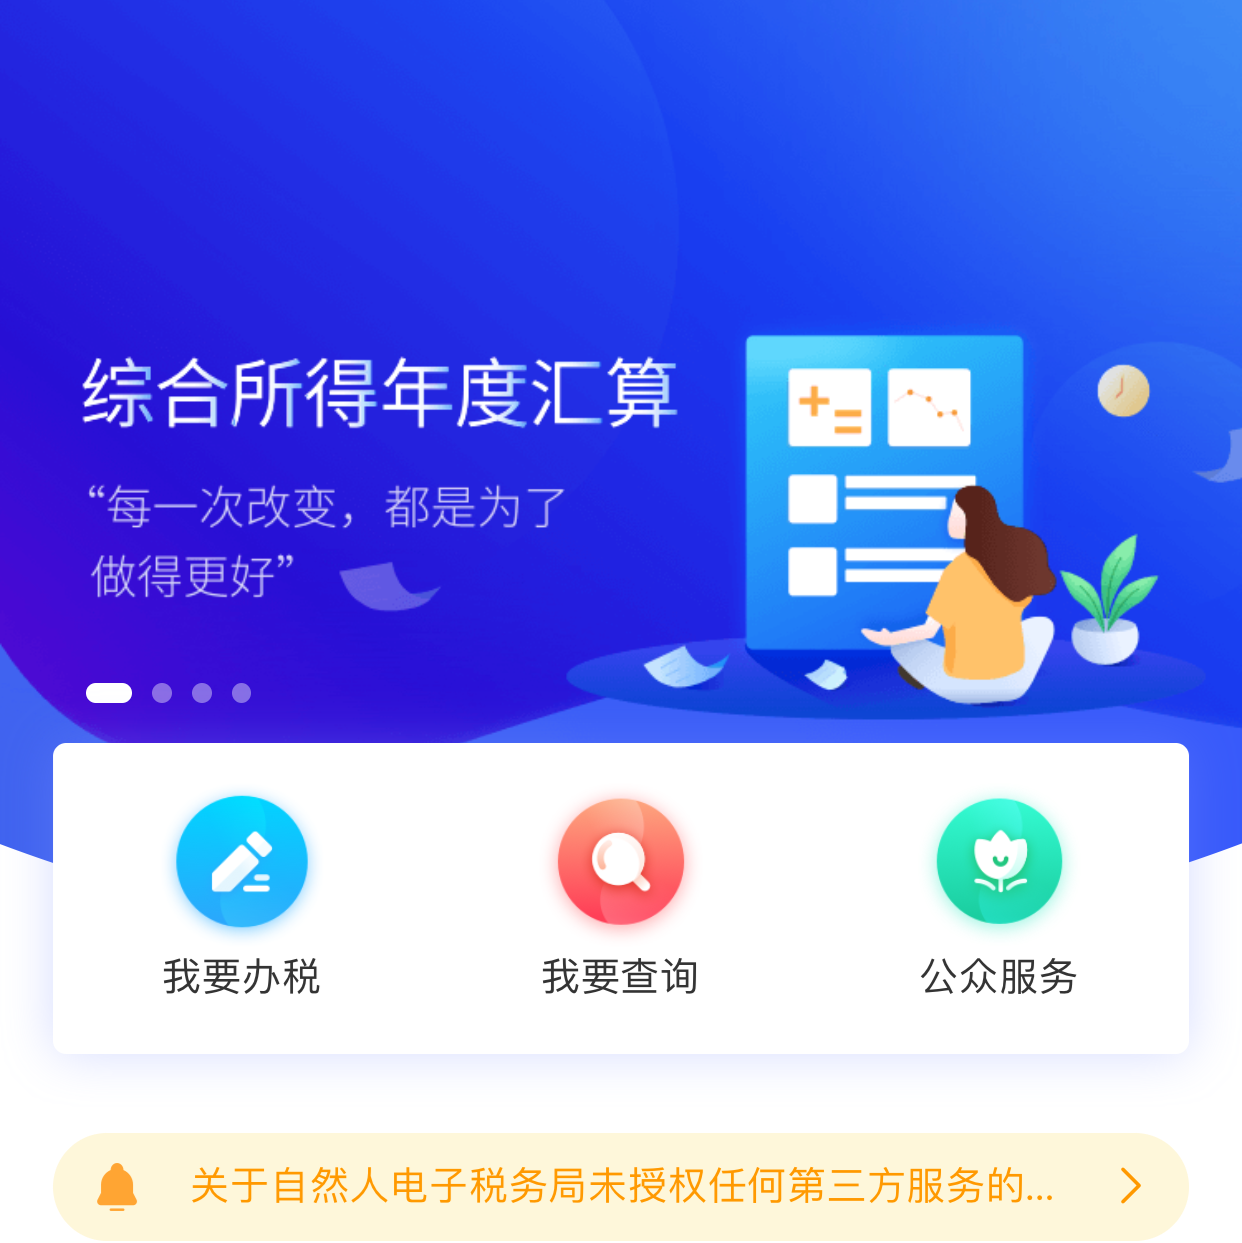 综合所得年度汇算
“每一次改变，都是为了
做得更好”
我要办税
我要查询
公众服务
关于自然人电子税务局未授权任何第三方服务的...